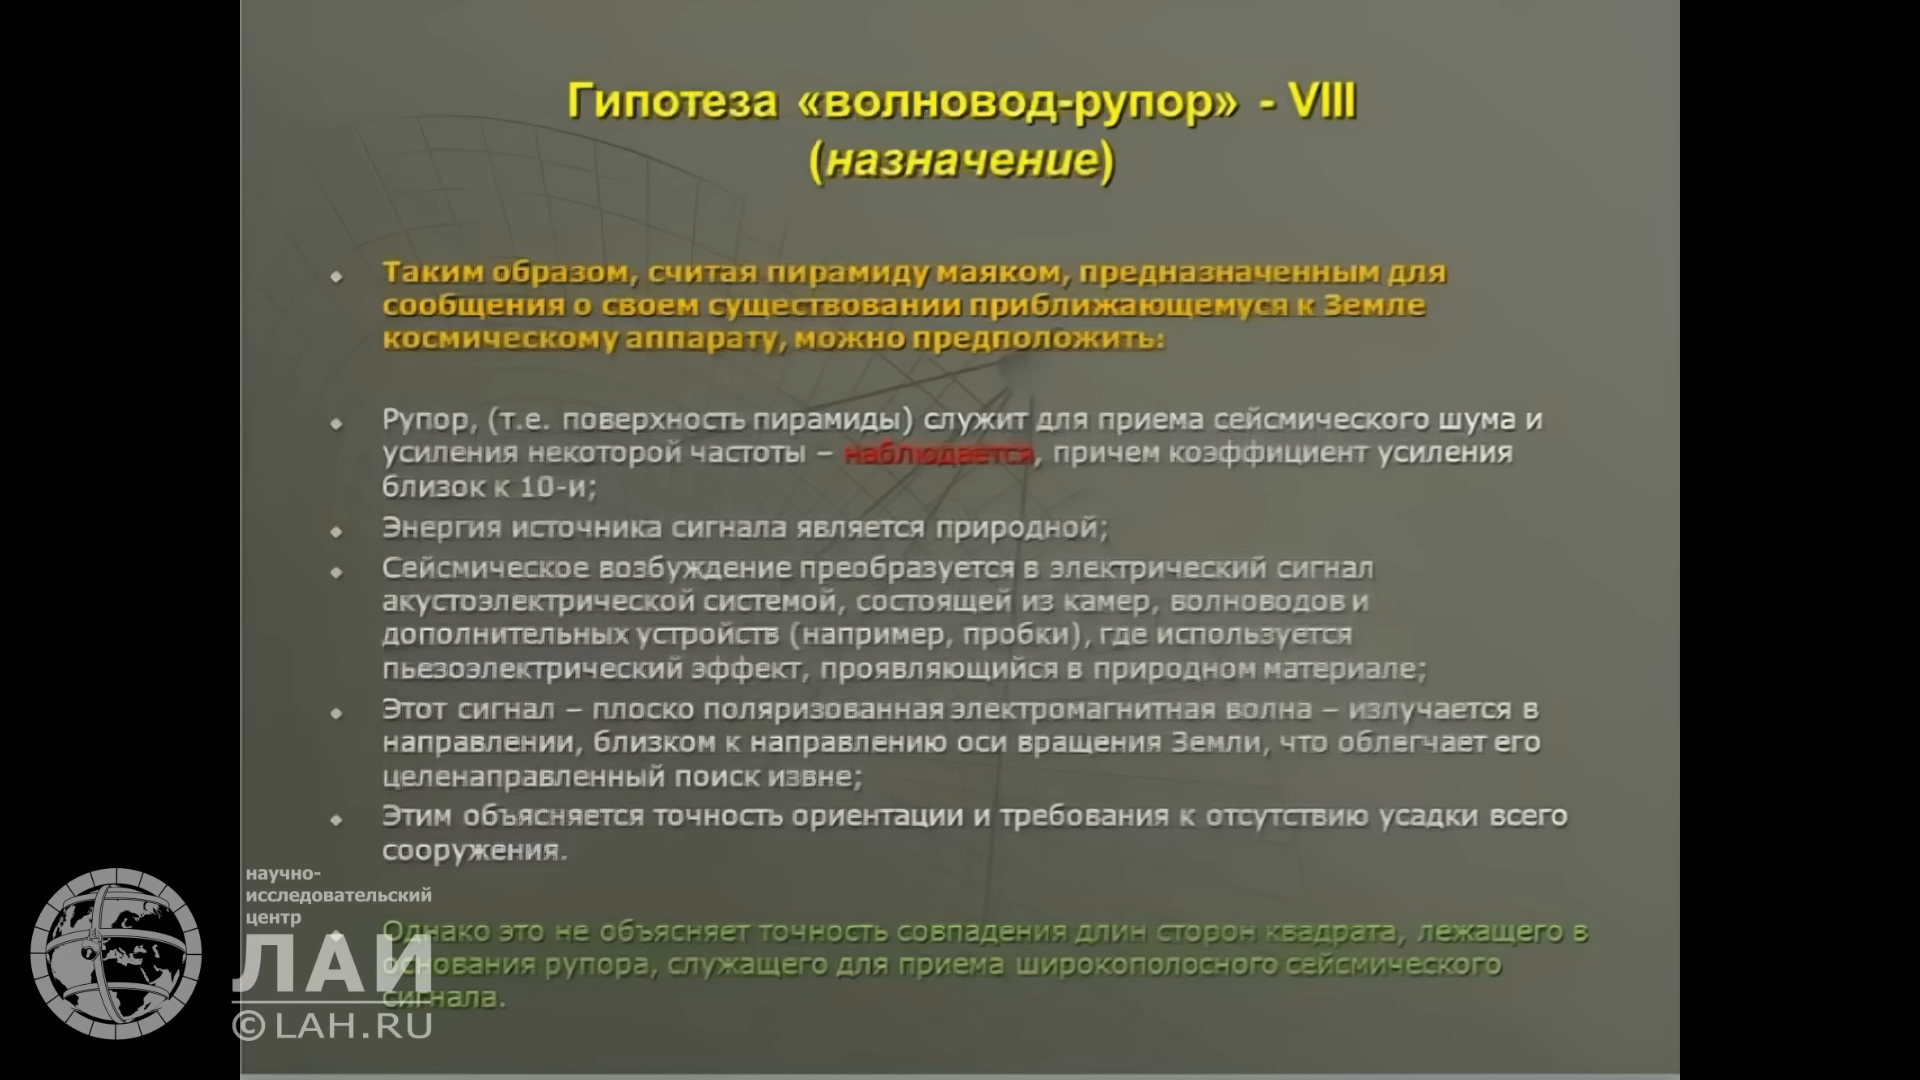 Гипотеза «волновод-рупор» - VIII
(назначение)
Таким образом, считая пирамиду маяком, предназначенным для
сообщения о своем существовании приближающемуся к Земле
космическому аппарату, можно предположить:
Рупор, (т.е. поверхность пирамиды) служит для приема сейсмического шума и
усиления некоторой частоты – наблюдается, причем коэффициент усиления
близок к 10-и;
Энергия источника сигнала является природной;
Сейсмическое возбуждение преобразуется в электрический сигнал
акустоэлектрической системой, состоящей из камер, волноводов и
дополнительных устройств (например, пробки), где используется
пьезоэлектрический эффект, проявляющийся в природном материале;
Этот сигнал – плоско поляризованная электромагнитная волна – излучается в
направлении, близком к направлению оси вращения Земли, что облегчает его
целенаправленный поиск извне;
Этим объясняется точность ориентации и требования к отсутствию усадки всего
сооружения.
Однако это не объясняет точность совпадения длин сторон квадрата, лежащего в
основания рупора, служащего для приема широкополосного сейсмического
сигнала.
научно-
исследовательский
центр
ЛАИ
©LAH.RU